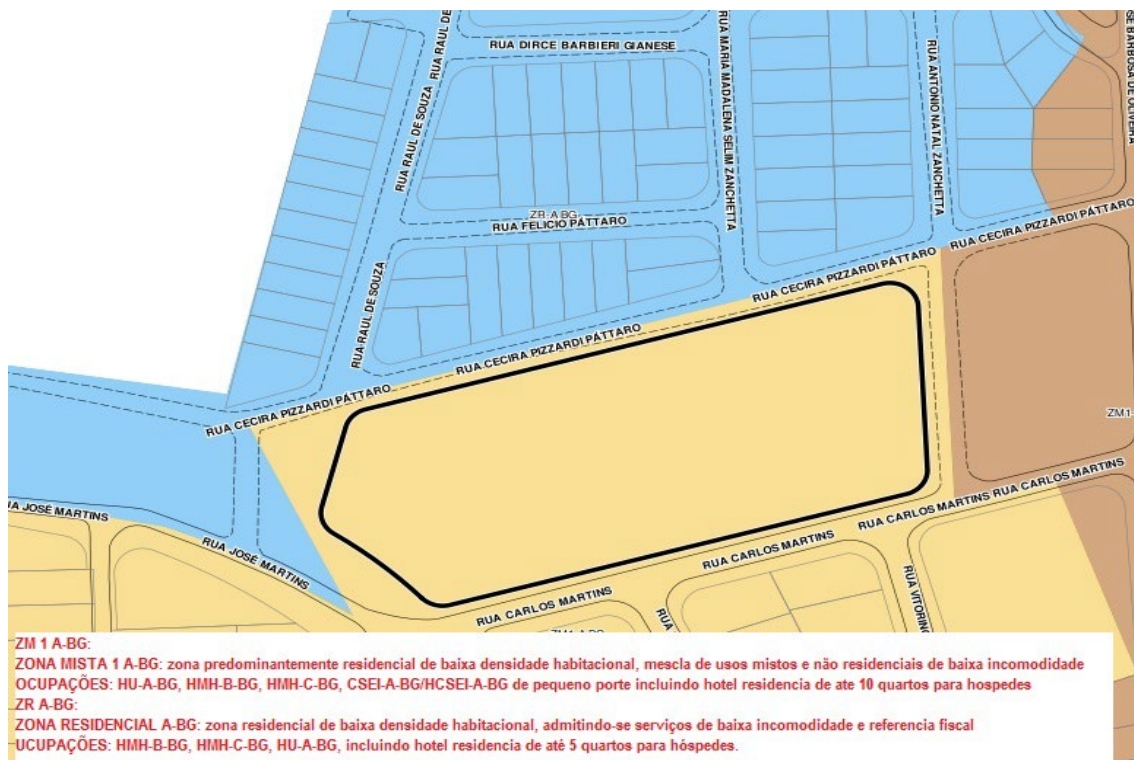 RUA DIRCE BARBIERI GIANESE
RUA RAUL DE
RUA RAUL DE SOUZA
RUA MARIA MADALENA SELIM ZANCHETTA
RUA ANTONIO NATAL ZANCHETTA
SE BARBOSA DE OLIVEIRA
ZR-A BG
RUA FELICIO PÁTTARO
RUA RAUL DE SOUZA
RUA CECIRA PIZZARDI PÁTTARO
RUA CECIRA PIZZARDI PÁTTARO
RUA CECIRA PIZZARDI PÁTTARO
RUA CECIRA PIZZARDI PÁTTARO
ZM1-
RUA JOSÉ MARTINS
RUA JOSÉ MARTINS
RUA CARLOS MARTINS
RUA CARLOS MARTINS
RUA CARLOS MARTINS
RUA CARLOS MARTINS
RUA VITORINO
RUA
ZM 1 A-BG:
ZONA MISTA 1 A-BG: zona predominantemente residencial de baixa densidade habitacional, mescla de usos mistos e não residenciais de baixa incomodidade
OCUPAÇÕES: HU-A-BG, HMH-B-BG, HMH-C-BG, CSEI-A-BG/HCSEI-A-BG de pequeno porte incluindo hotel residencia de ate 10 quartos para hospedes
ZR A-BG:
ZONA RESIDENCIAL A-BG: zona residencial de baixa densidade habitacional, admitindo-se serviços de baixa incomodidade e referencia fiscal
UCUPAÇÕES: HMH-B-BG, HMH-C-BG, HU-A-BG, incluindo hotel residencia de até 5 quartos para hóspedes.